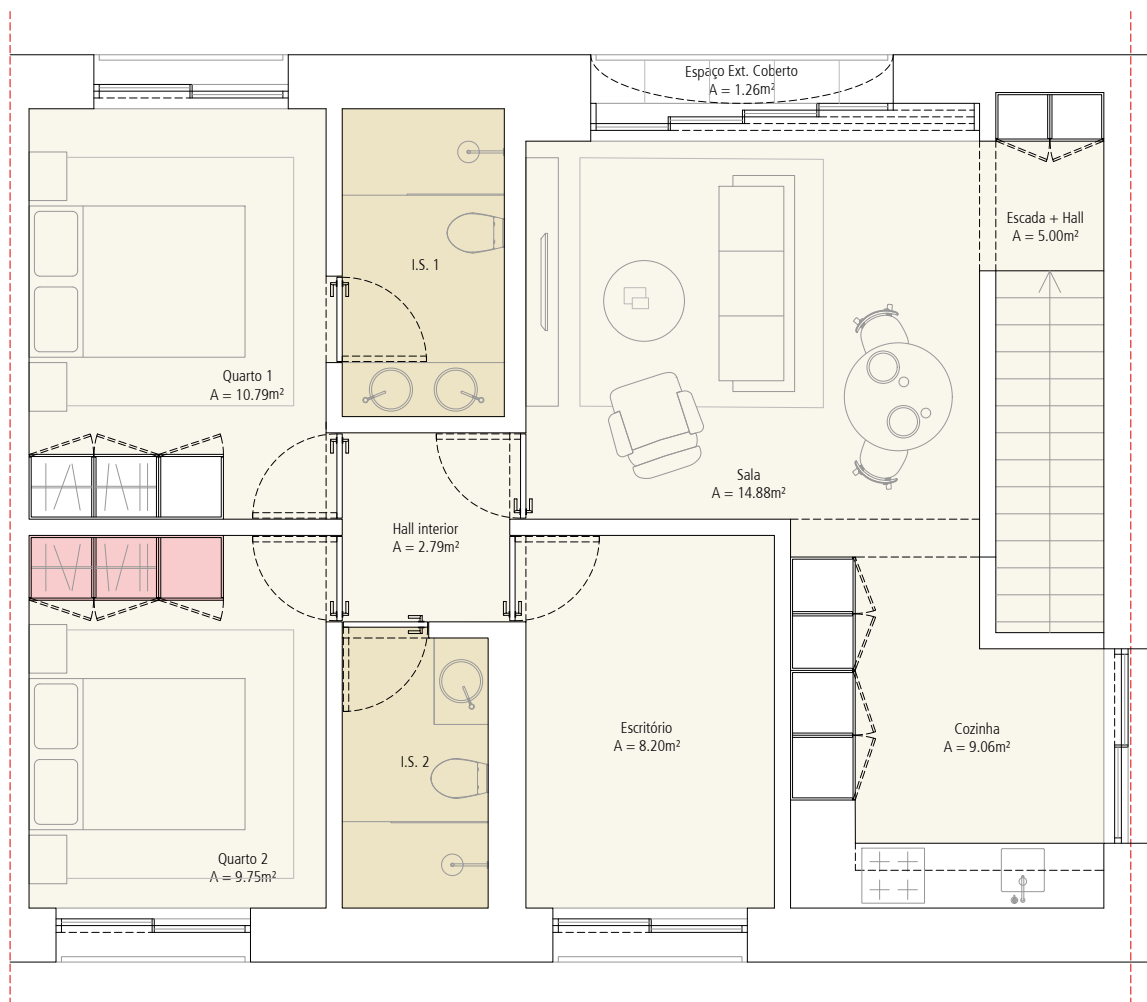 Espaço Ext. Coberto
A = 1.26m²
Escada + Hall
A = 5.00m²
I.S. 1
Quarto 1
A = 10.79m²
Sala
A = 14.88m²
Hall interior
A = 2.79m²
Escritório
A = 8.20m²
Cozinha
A = 9.06m²
I.S. 2
Quarto 2
A = 9.75m²